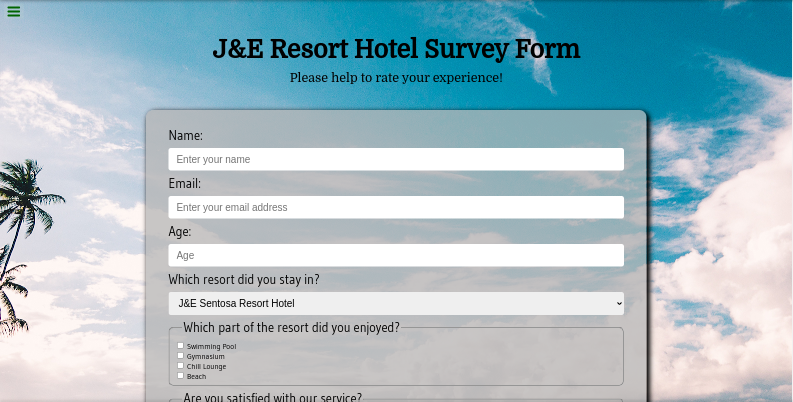 J&E Resort Hotel Survey Form
Please help to rate your experience!
Name:
Enter your name
Email:
Enter your email address
Age:
Age
Which resort did you stay in?
J&E Sentosa Resort Hotel
Which part of the resort did you enjoyed?
Swimming Pool
Gymnasium
Chill Lounge
Beach
Are you satisfied with our service?